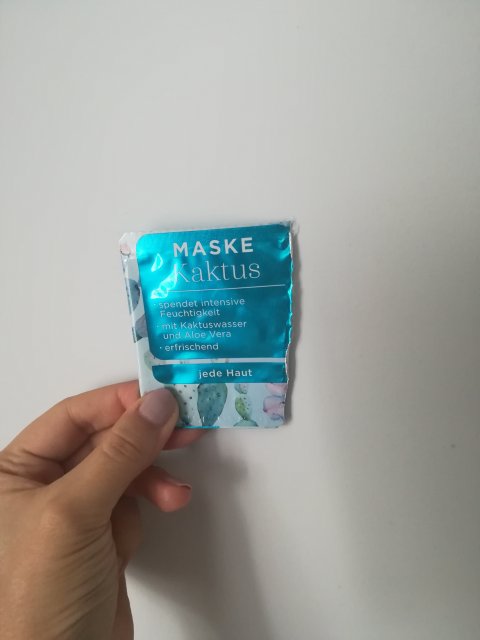 MASKE
Kaktus
· spendet intensive
Feuchtigkeit
· mit Kaktuswasser
und Aloe Vera
· erfrischend
jede Haut